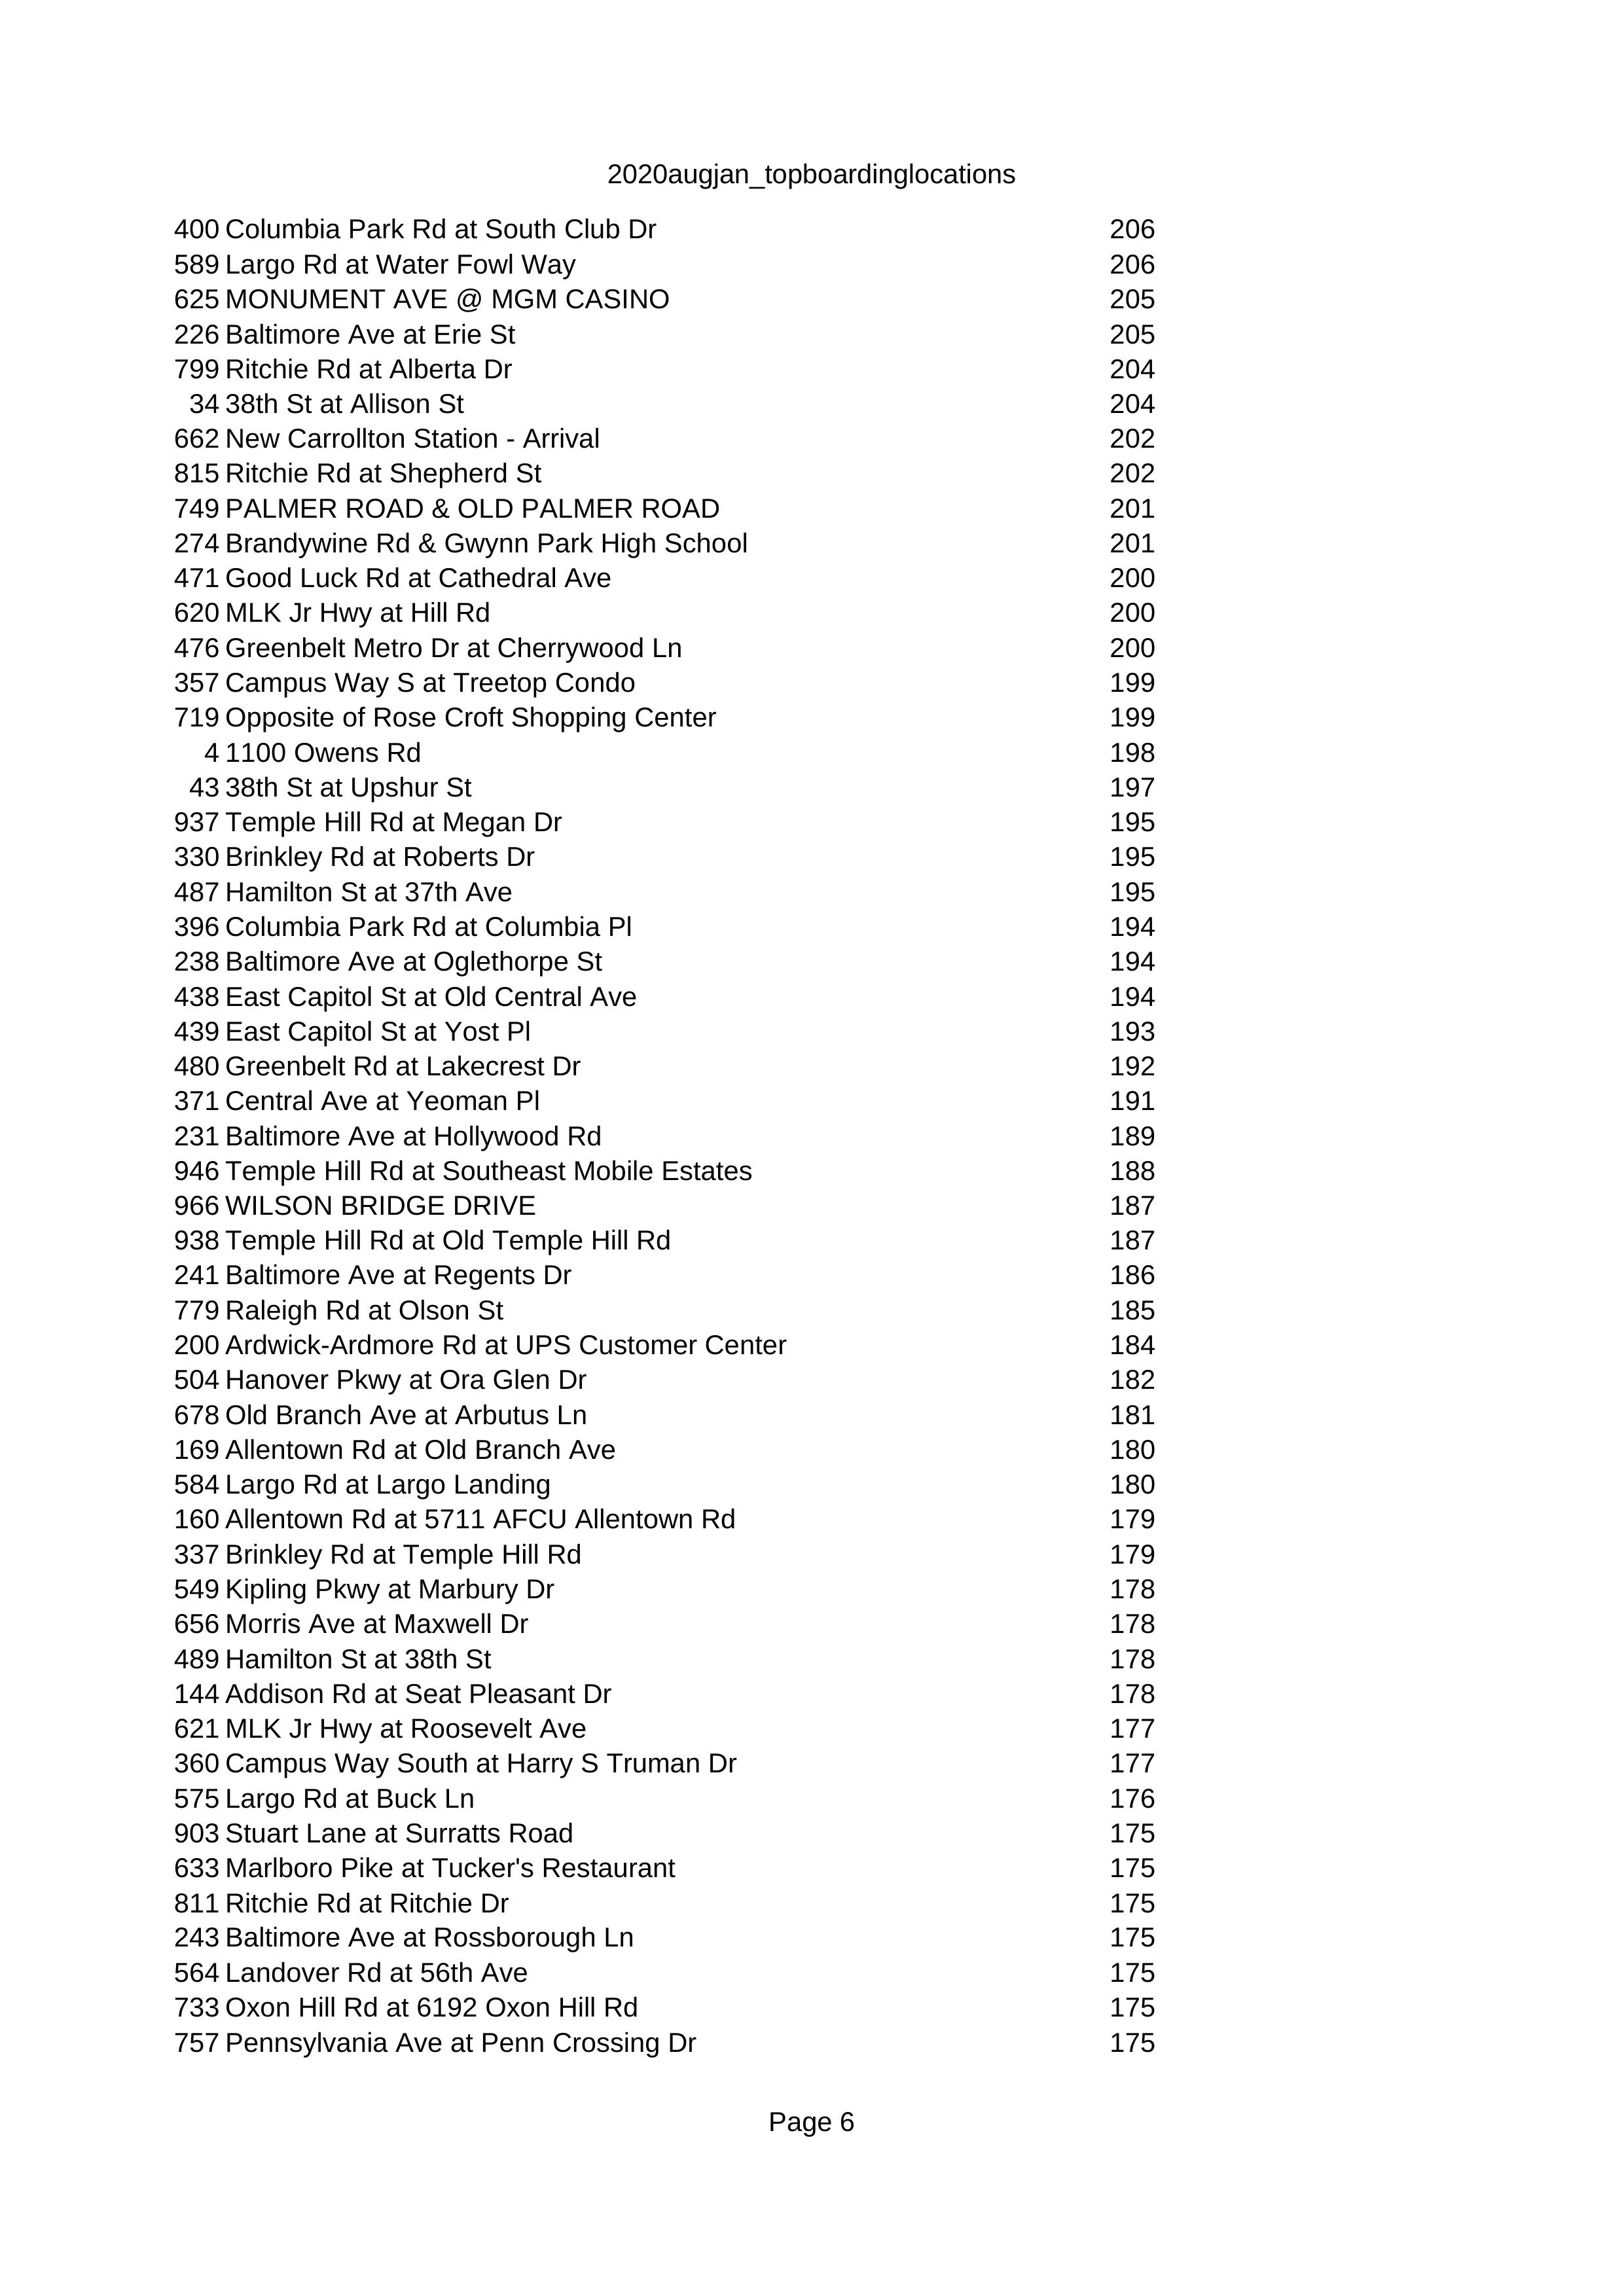 2020augjan_topboardinglocations
400 Columbia Park Rd at South Club Dr 206
589 Largo Rd at Water Fowl Way 206
625 MONUMENT AVE @ MGM CASINO 205
226 Baltimore Ave at Erie St 205
799 Ritchie Rd at Alberta Dr 204
34 38th St at Allison St 204
662 New Carrollton Station - Arrival 202
815 Ritchie Rd at Shepherd St 202
749 PALMER ROAD & OLD PALMER ROAD 201
274 Brandywine Rd & Gwynn Park High School 201
471 Good Luck Rd at Cathedral Ave 200
620 MLK Jr Hwy at Hill Rd 200
476 Greenbelt Metro Dr at Cherrywood Ln 200
357 Campus Way S at Treetop Condo 199
719 Opposite of Rose Croft Shopping Center 199
4 1100 Owens Rd 198
43 38th St at Upshur St 197
937 Temple Hill Rd at Megan Dr 195
330 Brinkley Rd at Roberts Dr 195
487 Hamilton St at 37th Ave 195
396 Columbia Park Rd at Columbia Pl 194
238 Baltimore Ave at Oglethorpe St 194
438 East Capitol St at Old Central Ave 194
439 East Capitol St at Yost Pl 193
480 Greenbelt Rd at Lakecrest Dr 192
371 Central Ave at Yeoman Pl 191
231 Baltimore Ave at Hollywood Rd 189
946 Temple Hill Rd at Southeast Mobile Estates 188
966 WILSON BRIDGE DRIVE 187
938 Temple Hill Rd at Old Temple Hill Rd 187
241 Baltimore Ave at Regents Dr 186
779 Raleigh Rd at Olson St 185
200 Ardwick-Ardmore Rd at UPS Customer Center 184
504 Hanover Pkwy at Ora Glen Dr 182
678 Old Branch Ave at Arbutus Ln 181
169 Allentown Rd at Old Branch Ave 180
584 Largo Rd at Largo Landing 180
160 Allentown Rd at 5711 AFCU Allentown Rd 179
337 Brinkley Rd at Temple Hill Rd 179
549 Kipling Pkwy at Marbury Dr 178
656 Morris Ave at Maxwell Dr 178
489 Hamilton St at 38th St 178
144 Addison Rd at Seat Pleasant Dr 178
621 MLK Jr Hwy at Roosevelt Ave 177
360 Campus Way South at Harry S Truman Dr 177
575 Largo Rd at Buck Ln 176
903 Stuart Lane at Surratts Road 175
633 Marlboro Pike at Tucker's Restaurant 175
811 Ritchie Rd at Ritchie Dr 175
243 Baltimore Ave at Rossborough Ln 175
564 Landover Rd at 56th Ave 175
733 Oxon Hill Rd at 6192 Oxon Hill Rd 175
757 Pennsylvania Ave at Penn Crossing Dr 175
Page 6